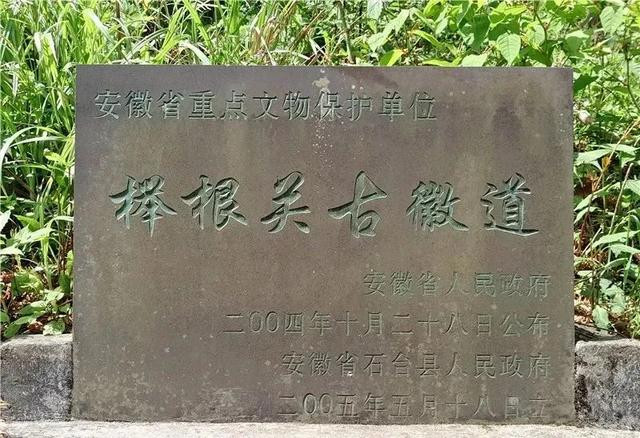 安徽省重点文物保护单位
榉根关古徽道
安徽省人民政府
二00四年十月二十八日公布
安徽省石台县人民政府
二00五年五月十八日立